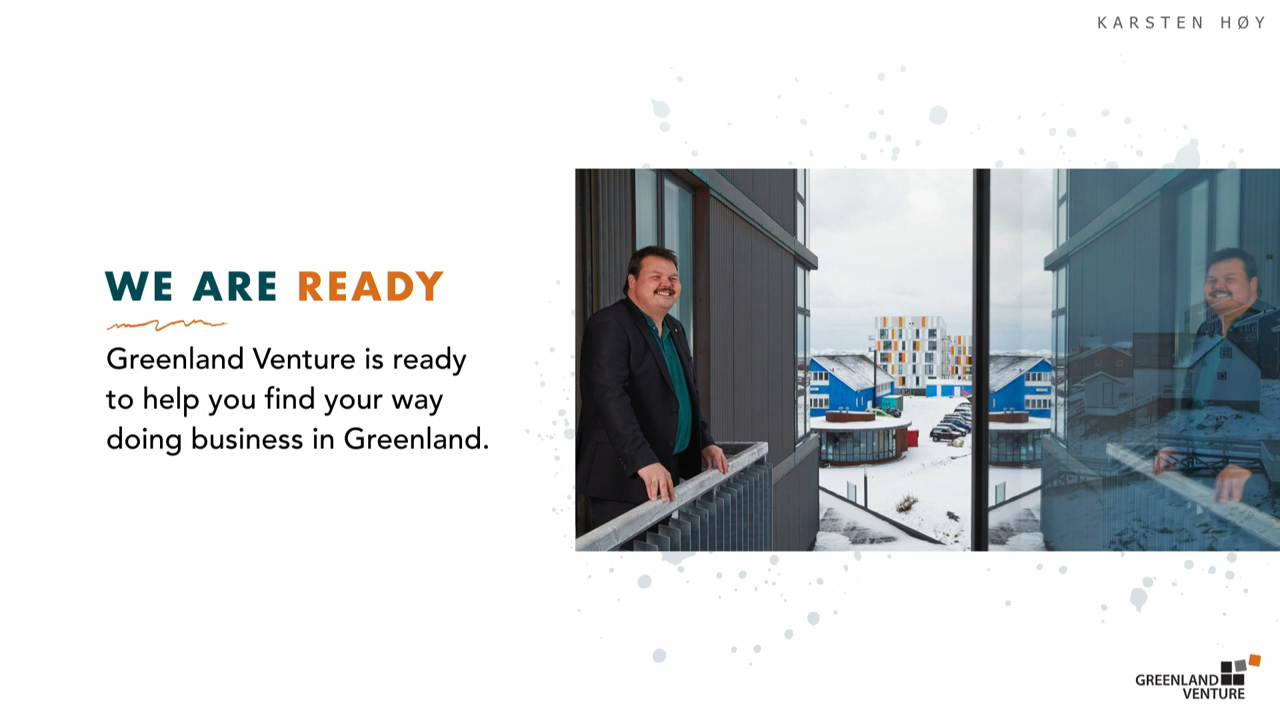 KARSTEN HØY
WE ARE READY
Greenland Venture is ready
to help you find your way
doing business in Greenland.
GREENLAND
VENTURE